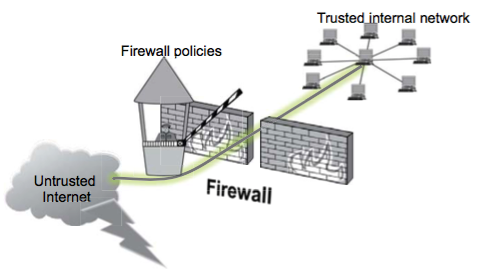 Trusted internal network
Firewall policies
Untrusted
Internet
Firewall